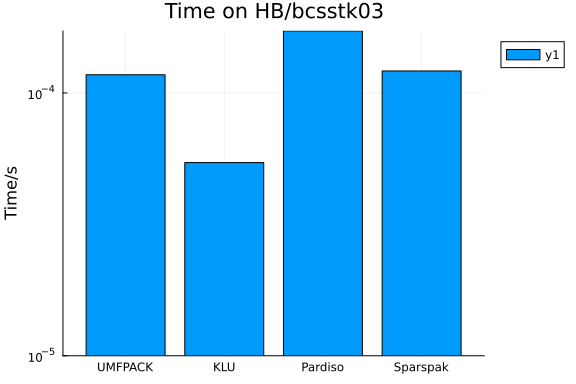 Time on HB/bcsstk03
y1
10⁻⁴
Time/s
10⁻⁵
UMFPACK KLU Pardiso Sparspak